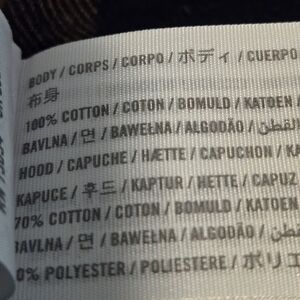 BODY / CORPS / CORPO / ボディ / CUERPO
布身
100% COTTON / COTON / BOMULD / KATOEN
BAVLNA / 면 / BAWEŁNA / ALGODÃO / القطن
HOOD / CAPUCHE / HÆTTE / CAPUCHON /
KAPUCE / 후드 / KAPTUR / HETTE / CAPUZ
70% COTTON / COTON / BOMULD / KATOEN
BAVLNA / 면 / BAWEŁNA / ALGODÃO /
0% POLYESTER / POLIESTERE / ポリエ